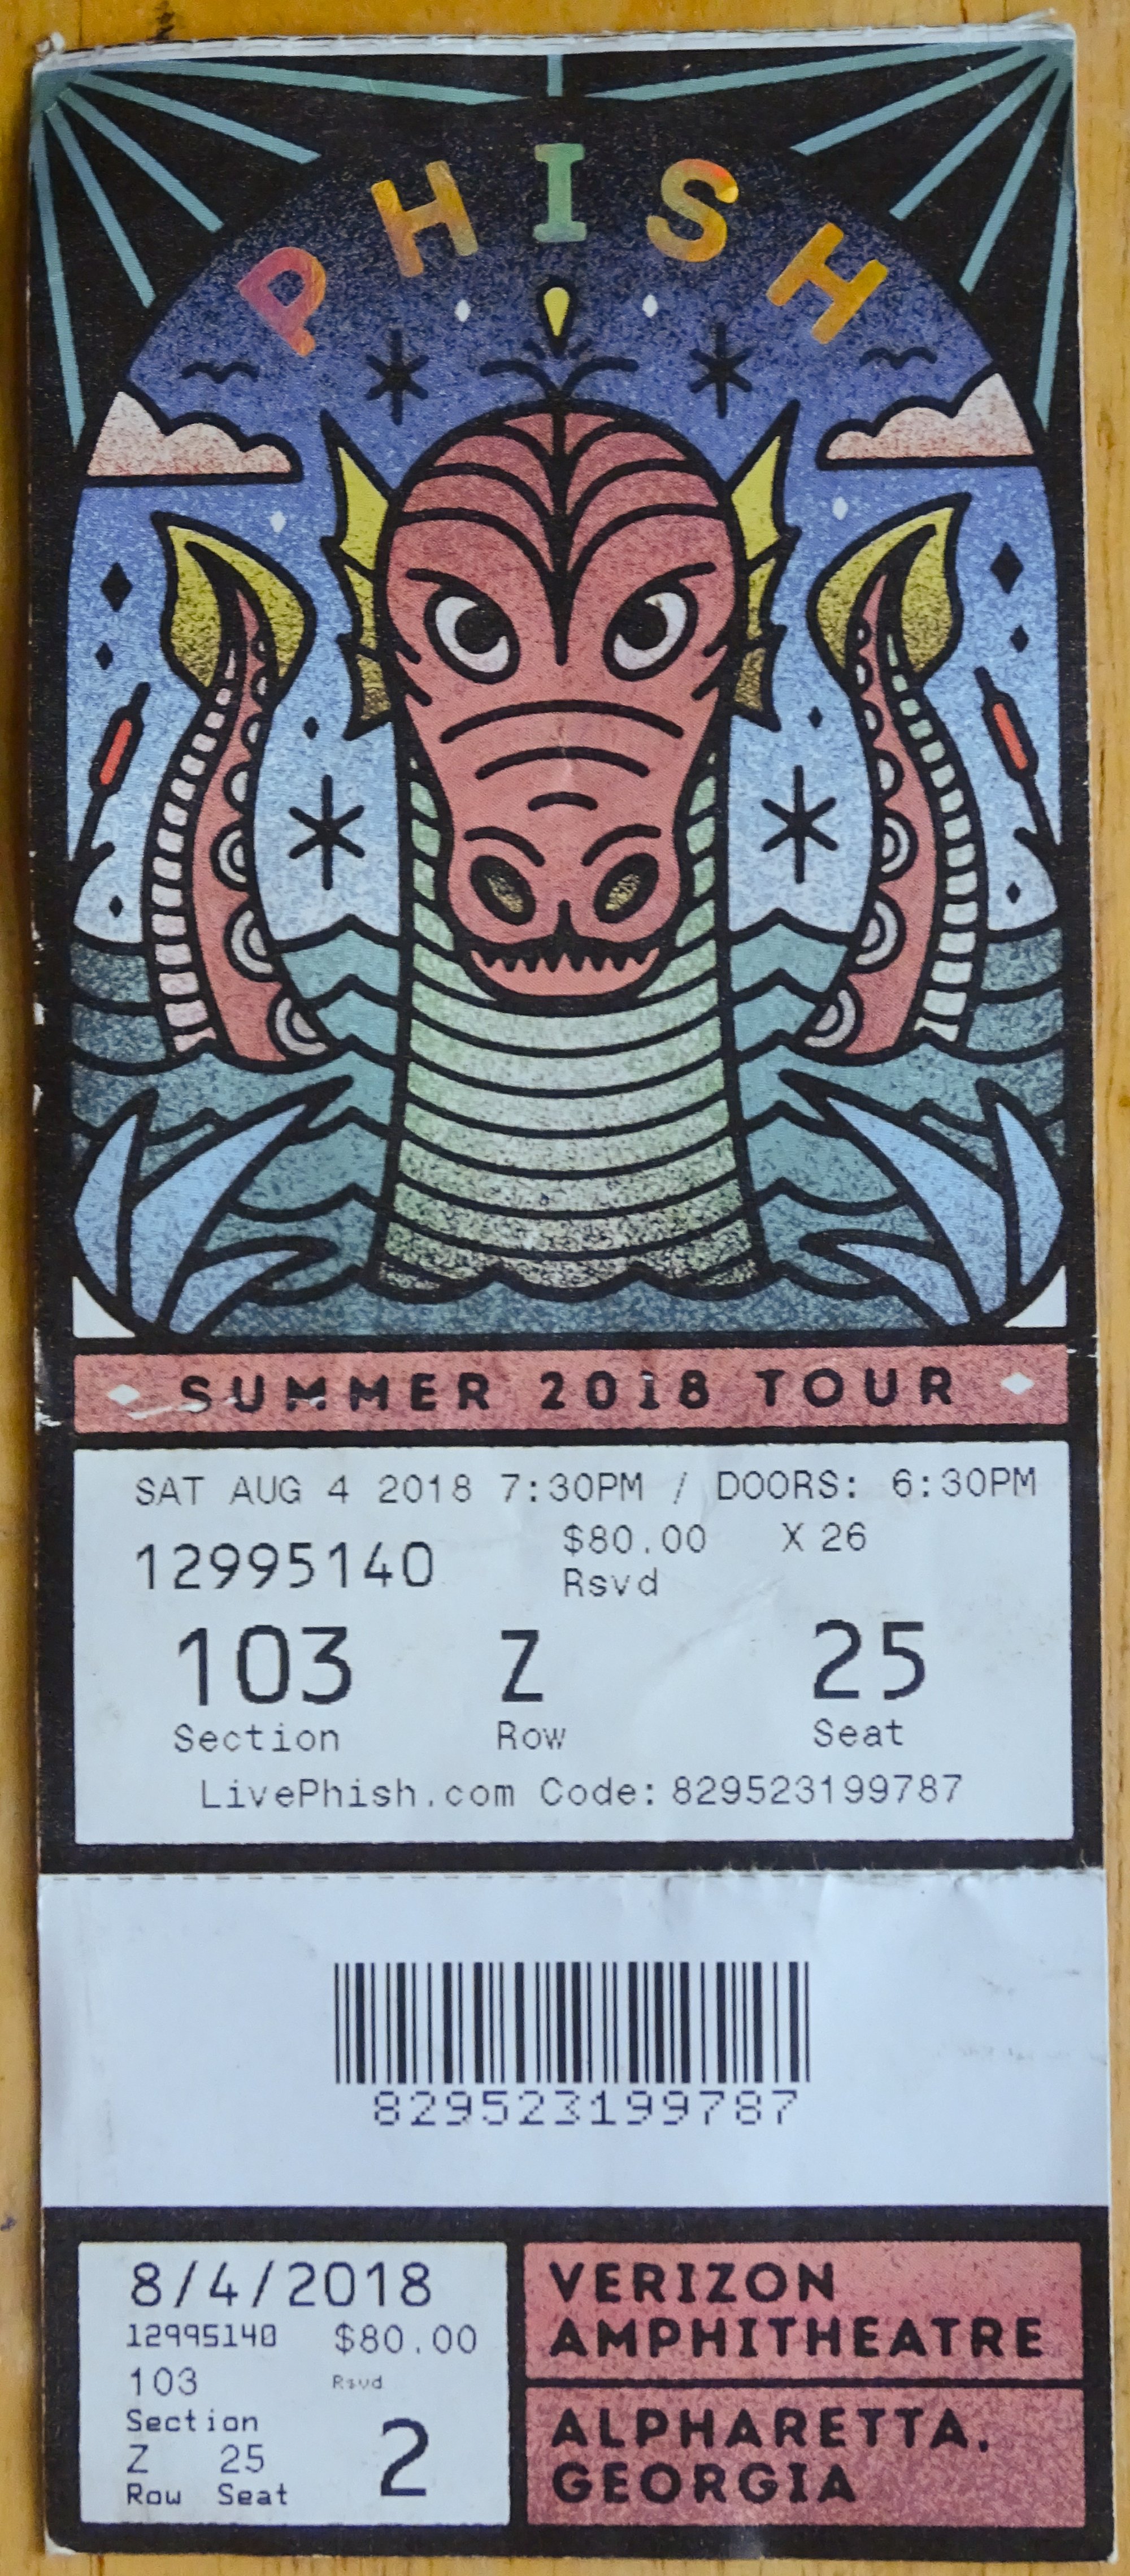 PHISH
SUMMER 2018 TOUR
SAT AUG 4 2018 7:30PM / DOORS: 6:30PM
12995140 $80.00 X 26
Rsvd
103 Z 25
Section Row Seat
LivePhish.com Code: 829523199787
829523199787
8/4/2018
12995140 $80.00
103 Rsvd
Section
Z 25 2
Row Seat
VERIZON
AMPHITHEATRE
ALPHARETTA,
GEORGIA